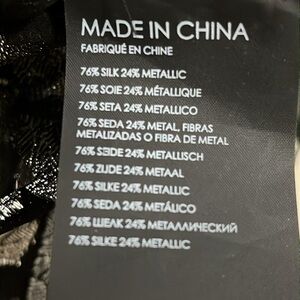 MADE IN CHINA
FABRIQUÉ EN CHINE
76% SILK 24% METALLIC
76% SOIE 24% MÉTALLIQUE
76% SETA 24% METALLICO
76% SEDA 24% METAL, FIBRAS
METALIZADAS O FIBRA DE METAL
76% SEIDE 24% METALLISCH
76% ZIJDE 24% METAAL
76% SILKE 24% METALLIC
76% SEDA 24% METÁLICO
76% ШЕЛК 24% МЕТАЛЛИЧЕСКИЙ
76% SILKE 24% METALLIC